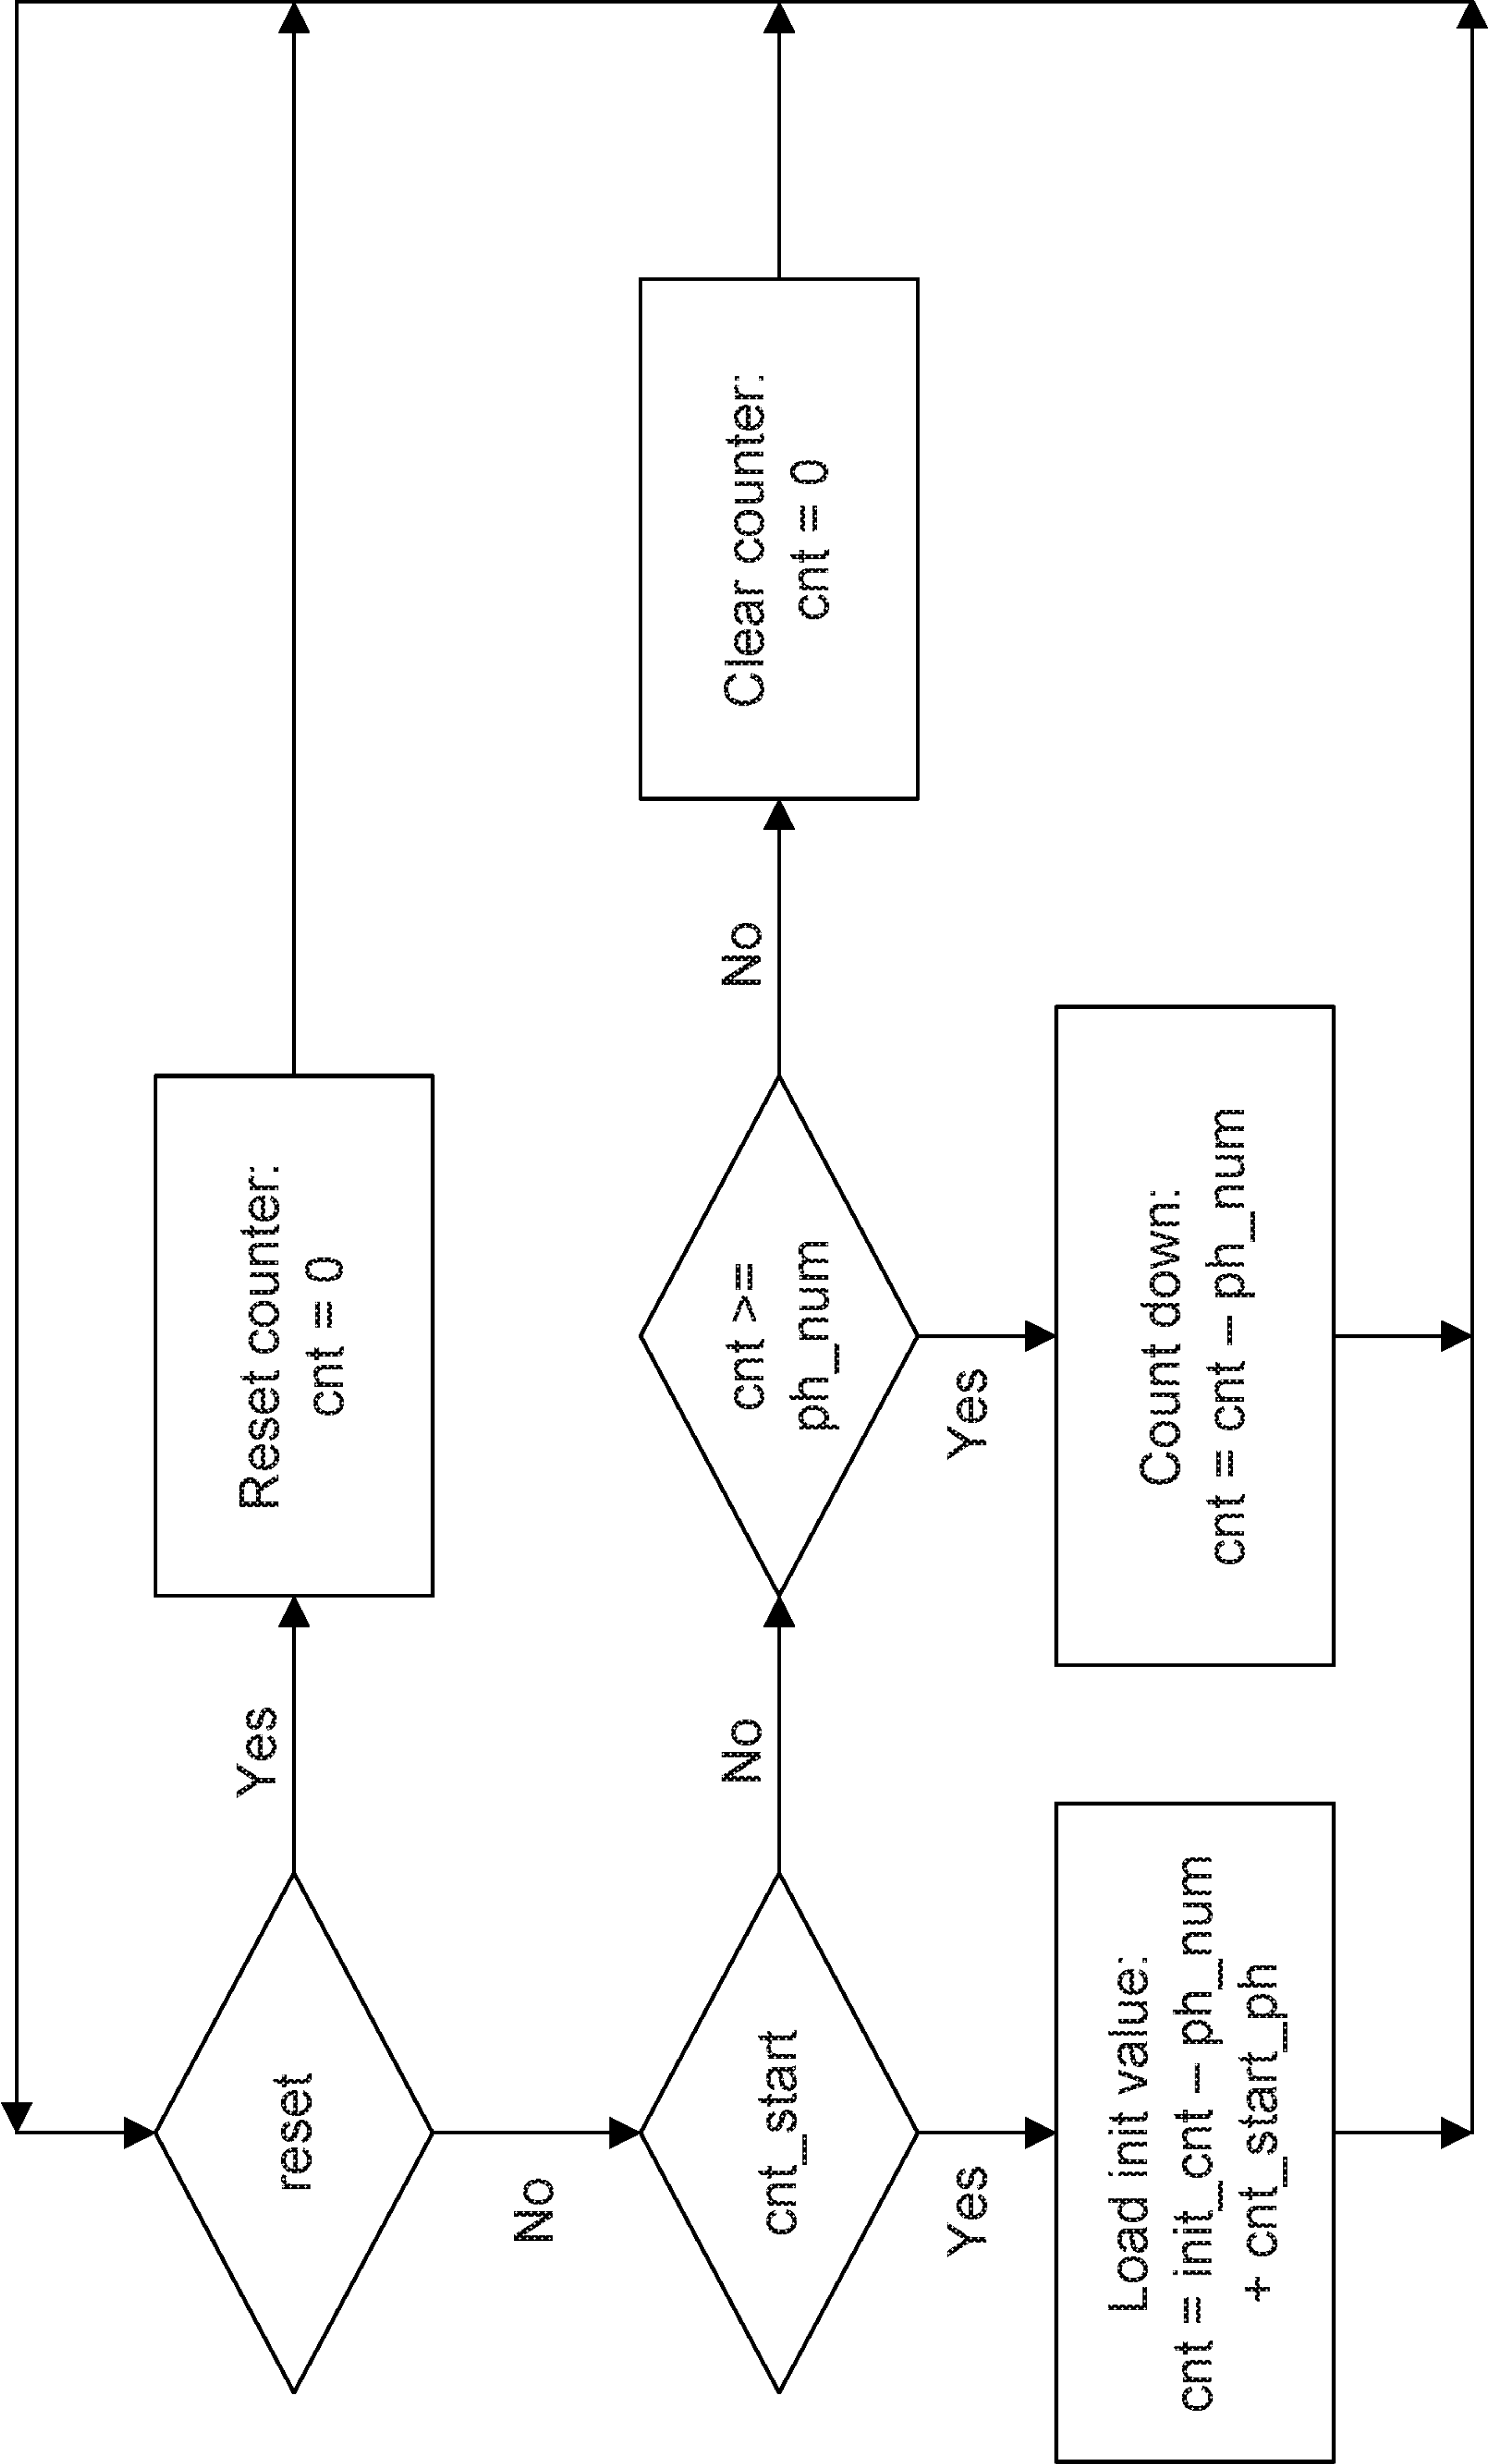 reset
Yes
Reset counter:
cnt = 0
No
cnt_start
No
cnt >=
ph_num
No
Clear counter:
cnt = 0
Yes
Yes
Load init value:
cnt = init_cnt – ph_num
+ cnt_start_ph
Count down:
cnt = cnt – ph_num